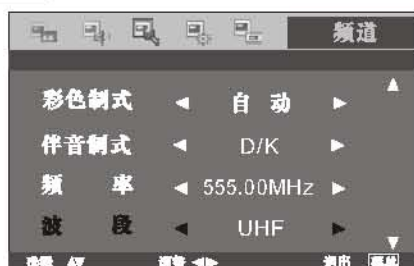 频道
彩色制式 ◄ 自 动 ►
伴音制式 ◄ D/K ►
频 率 ◄ 555.00MHz ►
波 段 ◄ UHF ►